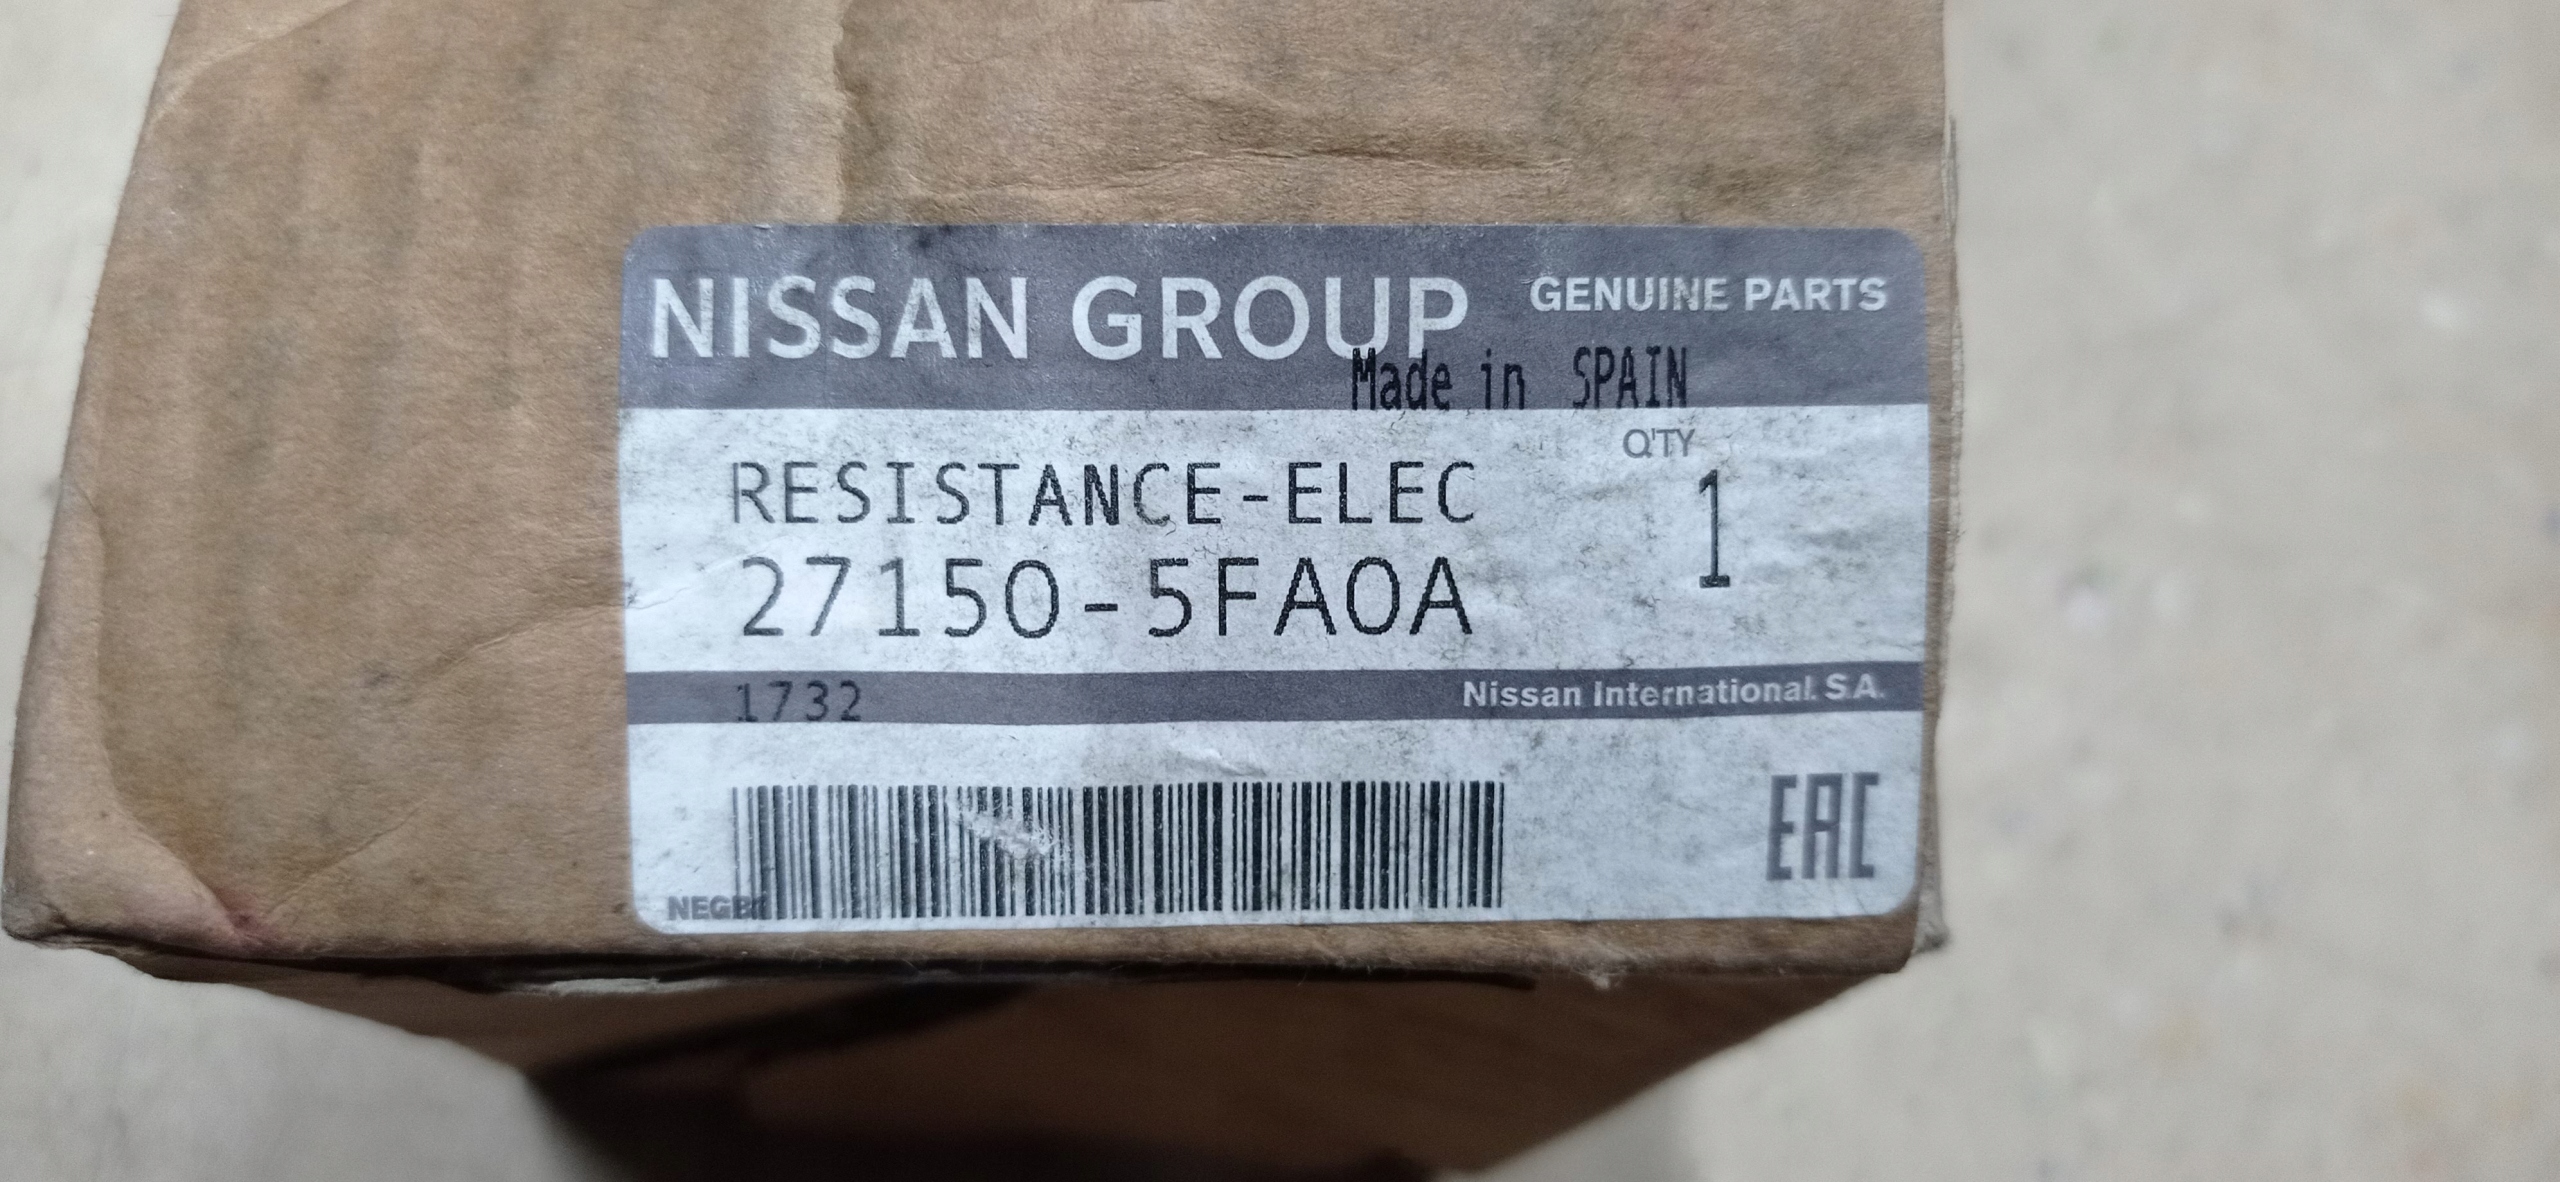 NISSAN GROUP GENUINE PARTS
Made in SPAIN
Q'TY
RESISTANCE-ELEC 1
27150-5FA0A
1732 Nissan International S.A.
EAC